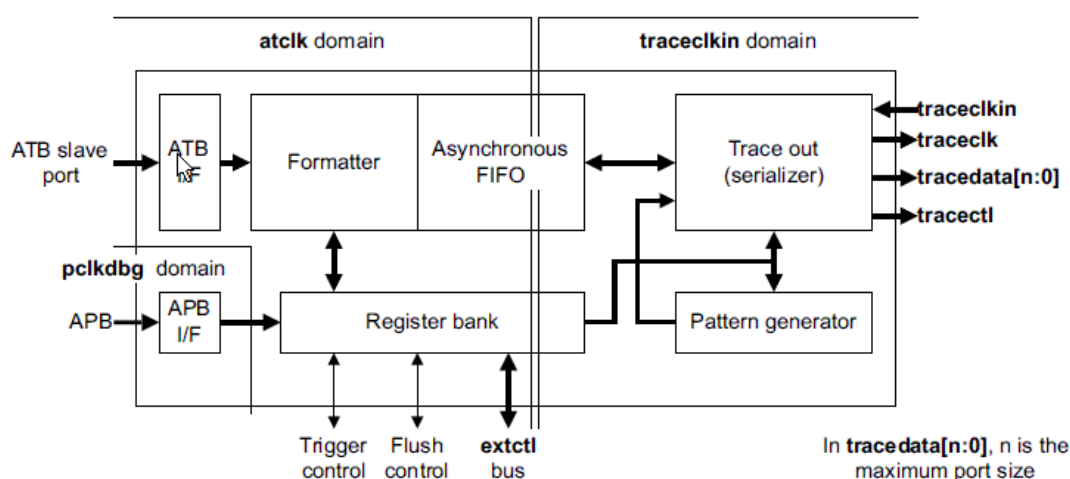 atclk domain
traceclkin domain
ATB slave
port
ATB
I/F
Formatter
Asynchronous
FIFO
Trace out
(serializer)
traceclkin
traceclk
tracedata[n:0]
tracectl
pclkdbg domain
APB
APB
I/F
Register bank
Pattern generator
Trigger
control
Flush
control
extctl
bus
In tracedata[n:0], n is the
maximum port size